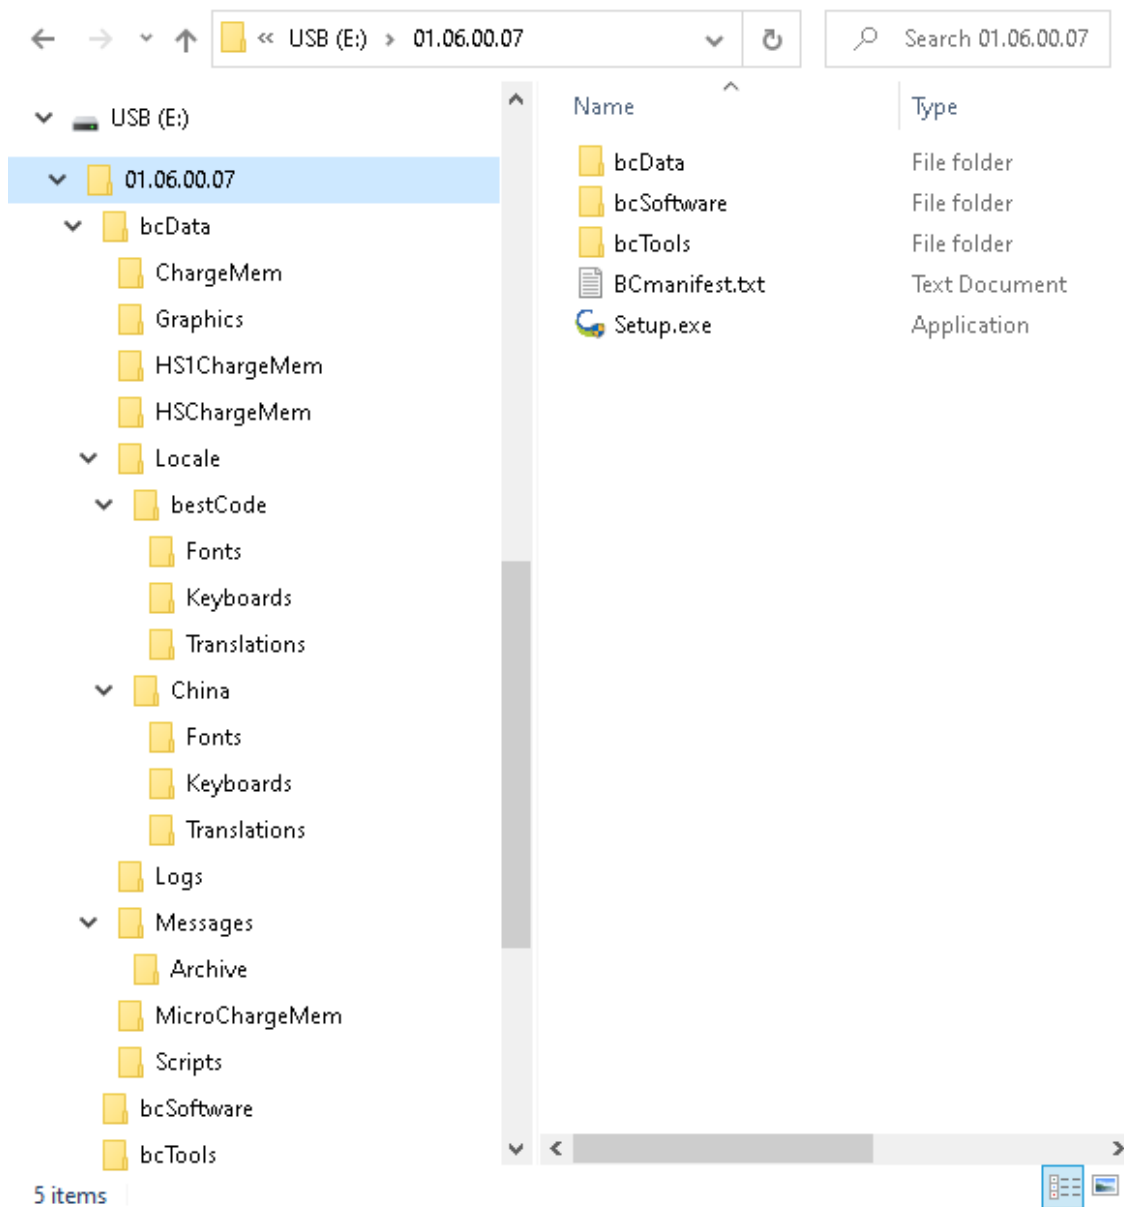 « USB (E:) > 01.06.00.07
Search 01.06.00.07
USB (E:)
01.06.00.07
bcData
ChargeMem
Graphics
HS1ChargeMem
HSChargeMem
Locale
bestCode
Fonts
Keyboards
Translations
China
Fonts
Keyboards
Translations
Logs
Messages
Archive
MicroChargeMem
Scripts
bcSoftware
bcTools
Name Type
bcData File folder
bcSoftware File folder
bcTools File folder
BCmanifest.txt Text Document
Setup.exe Application
5 items